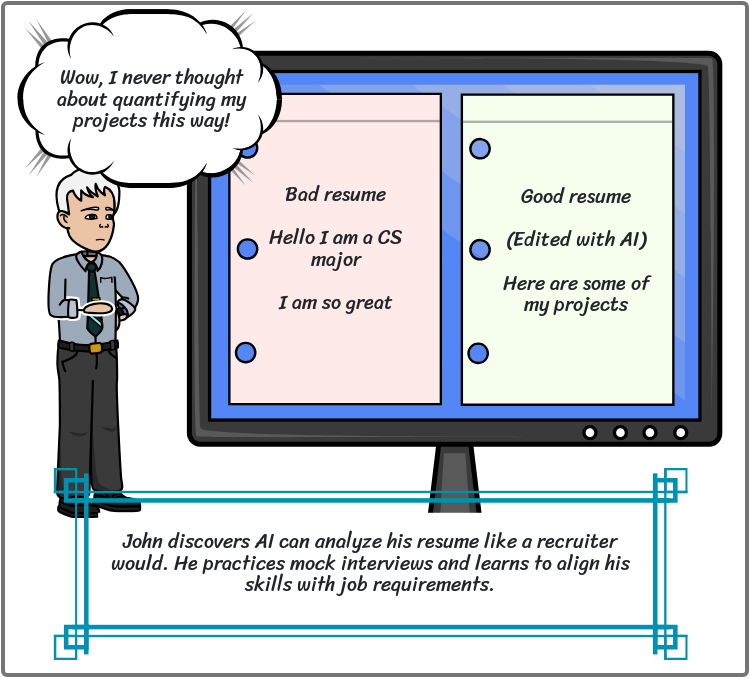 Wow, I never thought
about quantifying my
projects this way!
Bad resume
Hello I am a CS
major
I am so great
Good resume
(Edited with AI)
Here are some of
my projects
John discovers AI can analyze his resume like a recruiter
would. He practices mock interviews and learns to align his
skills with job requirements.